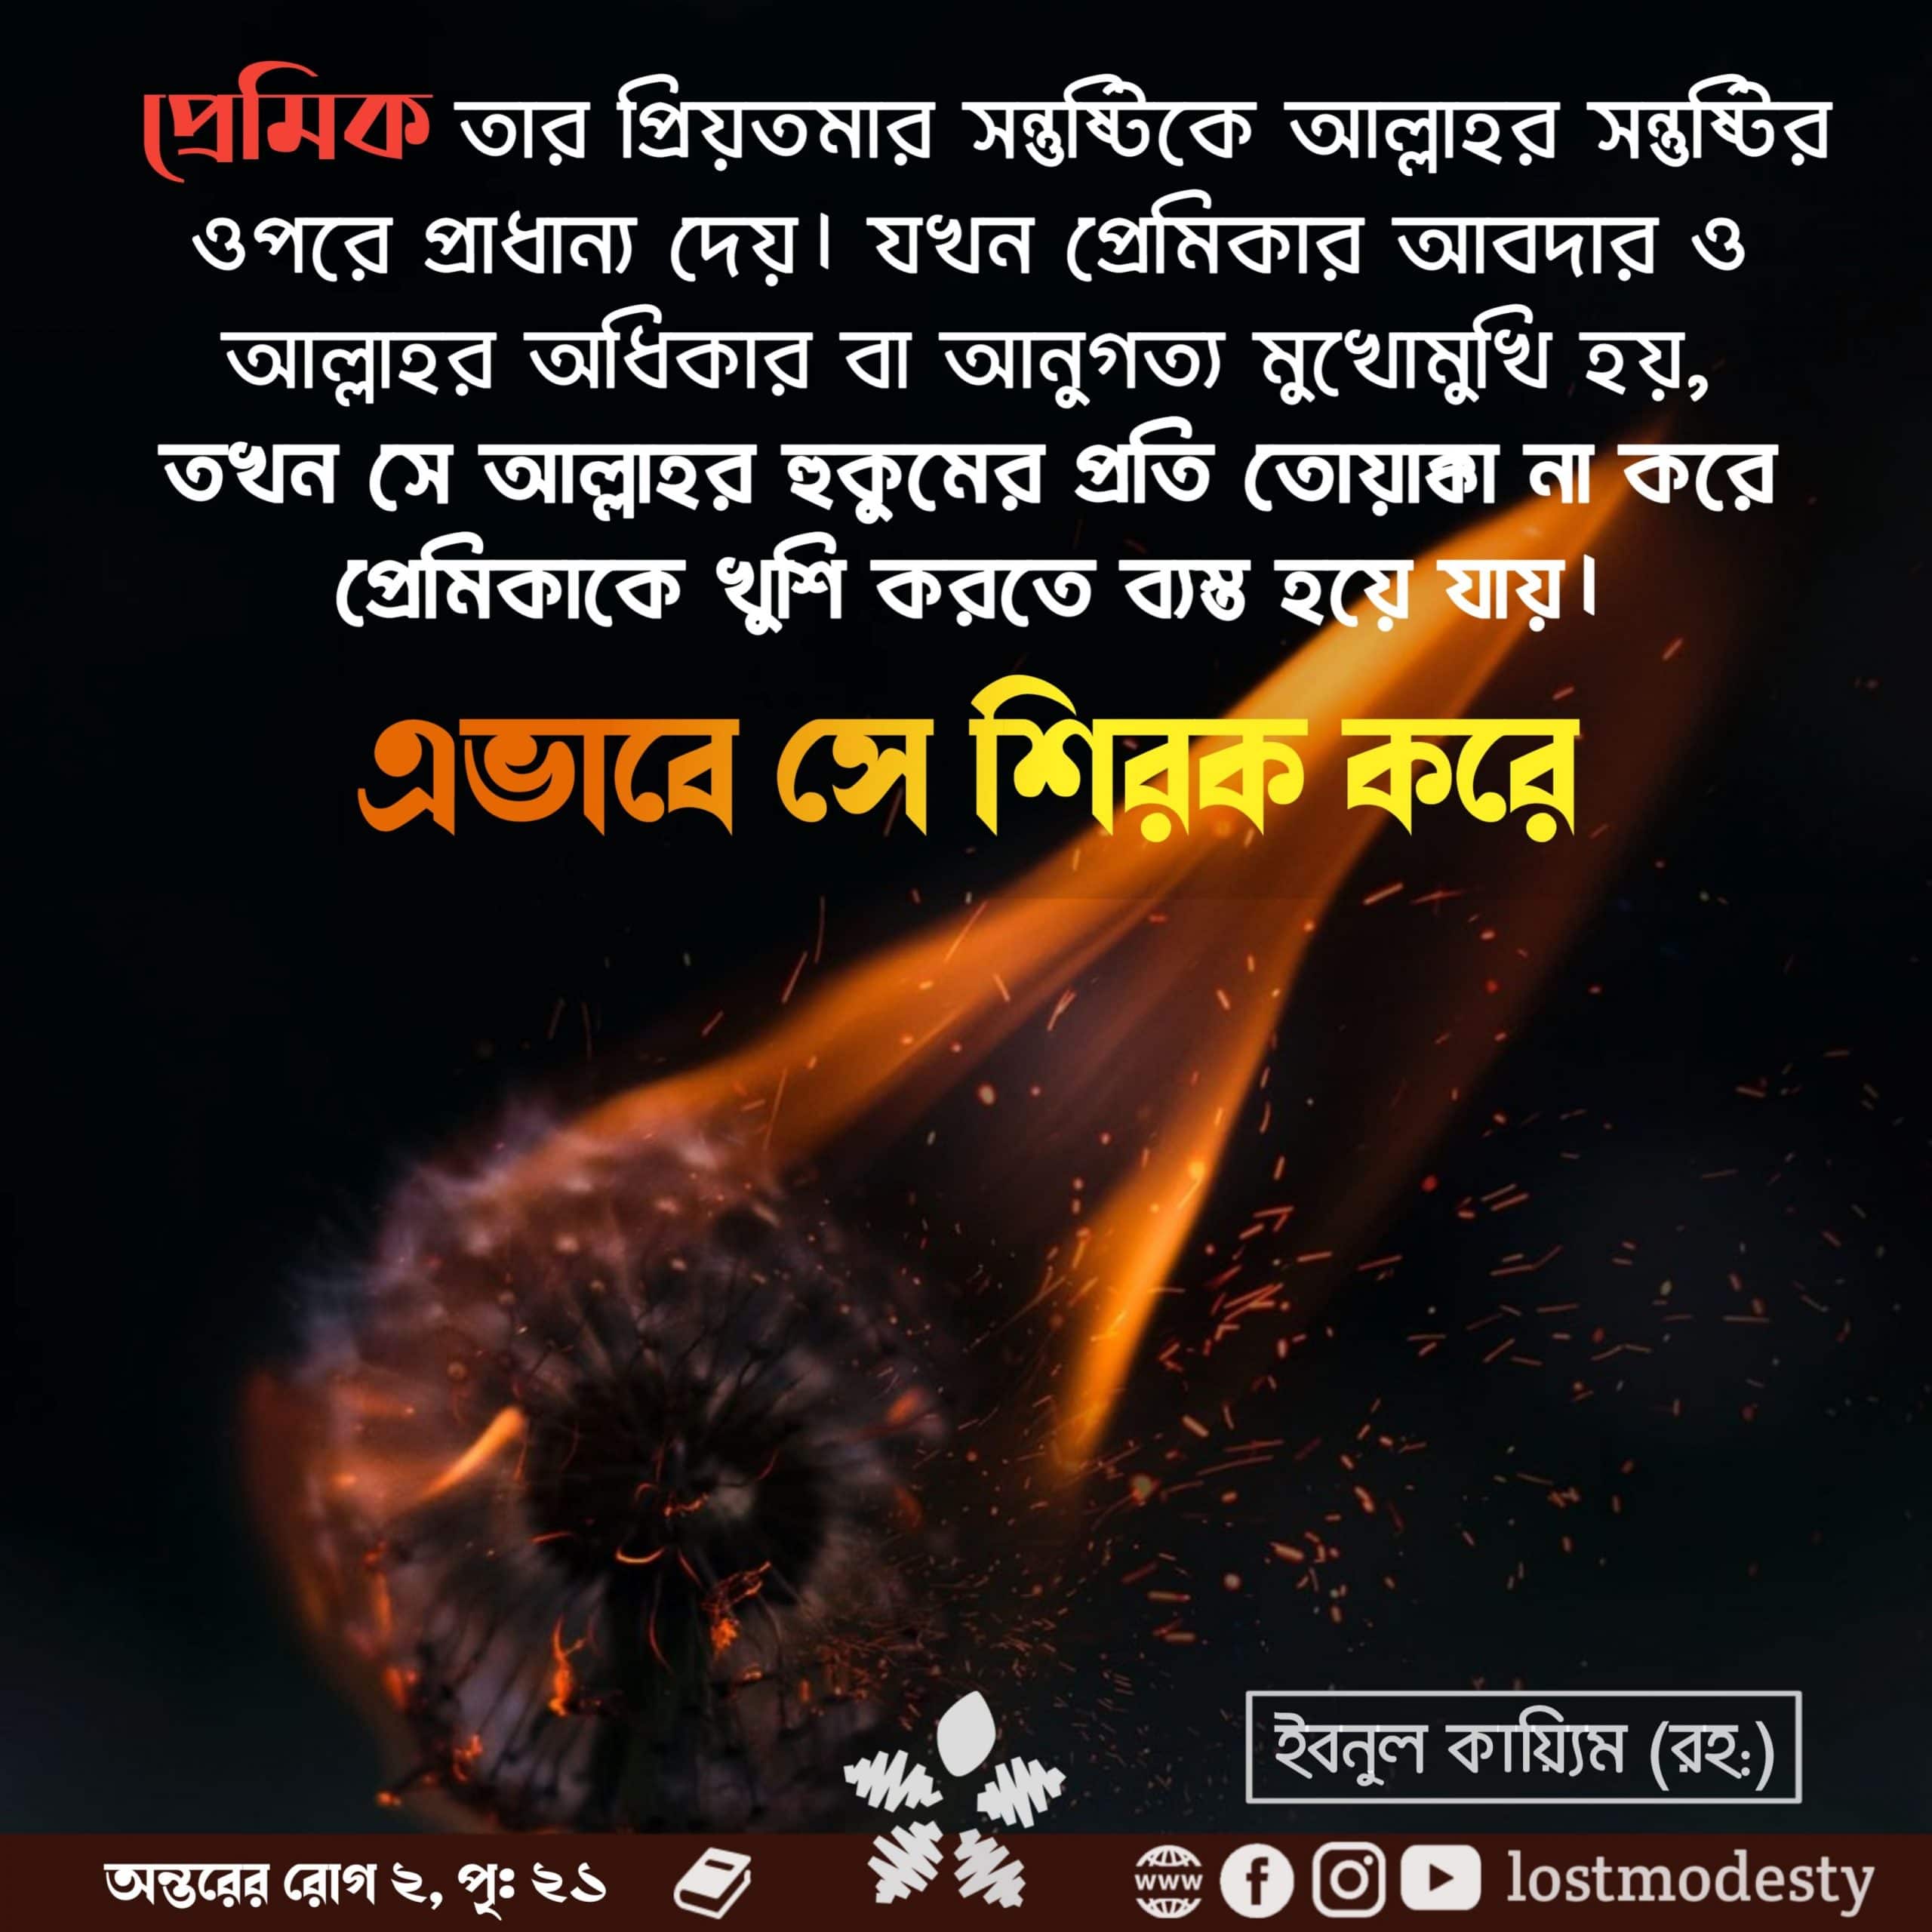 প্রেমিক তার প্রিয়তমার সন্তুষ্টিকে আল্লাহর সন্তুষ্টির
ওপরে প্রাধান্য দেয়। যখন প্রেমিকার আবদার ও
আল্লাহর অধিকার বা আনুগত্য মুখোমুখি হয়,
তখন সে আল্লাহর হুকুমের প্রতি তোয়াক্কা না করে
প্রেমিকাকে খুশি করতে ব্যস্ত হয়ে যায়।
এভাবে সে শিরক করে
ইবনুল কায়্যিম (রহ:)
অন্তরের রোগ ২, পৃঃ ২১
www lostmodesty